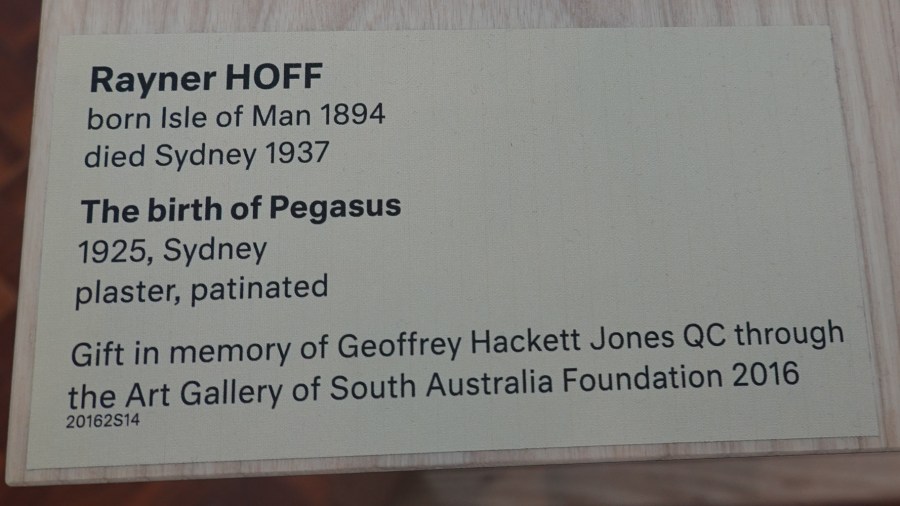 Rayner HOFF
born Isle of Man 1894
died Sydney 1937
The birth of Pegasus
1925, Sydney
plaster, patinated
Gift in memory of Geoffrey Hackett Jones QC through
the Art Gallery of South Australia Foundation 2016
20162S14